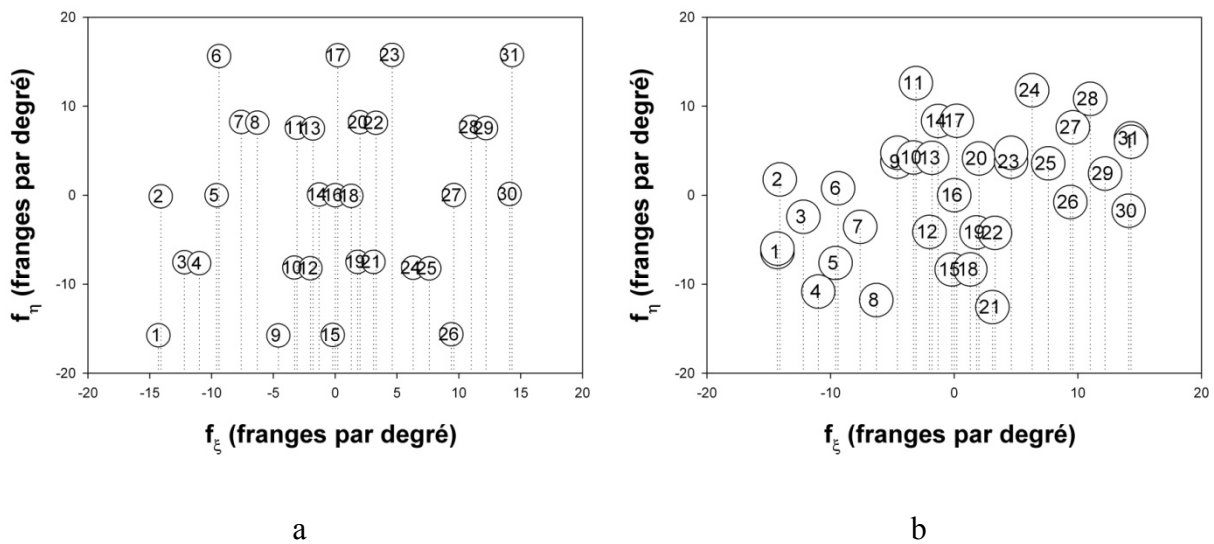 f_η (franges par degré)
20
10
0
-10
-20
6 17 23 31
7 8 11 13 20 22 28 29
2 5 14 16 18 27 30
3 4 10 12 19 21 24 25
1 9 15 26
-20 -15 -10 -5 0 5 10 15 20
f_ξ (franges par degré)
a
f_η (franges par degré)
20
10
0
-10
-20
11 24 28
14 17 27 31
9 10 13 20 23 25 29
2 6 16 26 30
3 7 12 19 22
1 5 15 18
4 8 21
-20 -10 0 10 20
f_ξ (franges par degré)
b